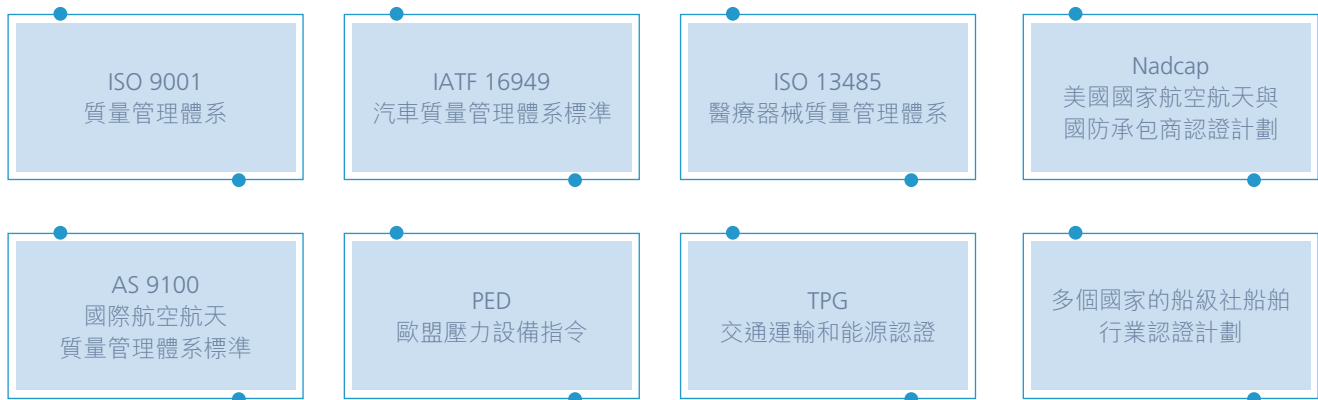 ISO 9001
質量管理體系
IATF 16949
汽車質量管理體系標準
ISO 13485
醫療器械質量管理體系
Nadcap
美國國家航空航天與
國防承包商認證計劃
AS 9100
國際航空航天
質量管理體系標準
PED
歐盟壓力設備指令
TPG
交通運輸和能源認證
多個國家的船級社船舶
行業認證計劃